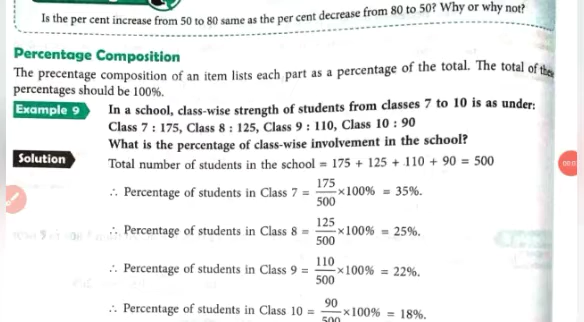 Is the per cent increase from 50 to 80 same as the per cent decrease from 80 to 50? Why or why not?
Percentage Composition
The precentage composition of an item lists each part as a percentage of the total. The total of these
percentages should be 100%.
Example 9 In a school, class-wise strength of students from classes 7 to 10 is as under:
Class 7 : 175, Class 8 : 125, Class 9 : 110, Class 10 : 90
What is the percentage of class-wise involvement in the school?
Solution Total number of students in the school = 175 + 125 + 110 + 90 = 500
∴ Percentage of students in Class 7 = 175/500 ×100% = 35%.
∴ Percentage of students in Class 8 = 125/500 ×100% = 25%.
∴ Percentage of students in Class 9 = 110/500 ×100% = 22%.
∴ Percentage of students in Class 10 = 90/500 ×100% = 18%.